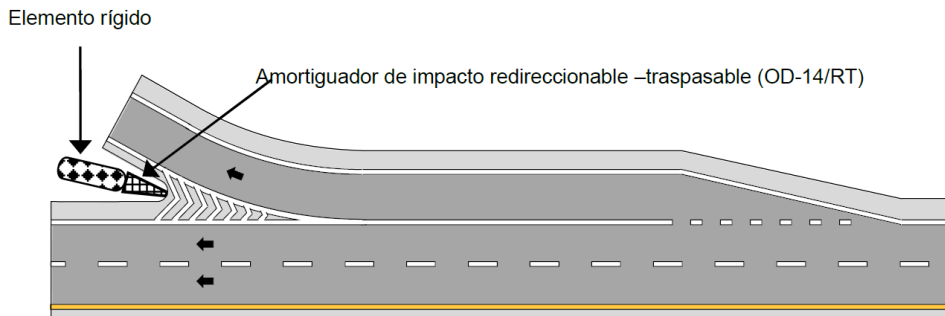 Elemento rígido
Amortiguador de impacto redireccionable –traspasable (OD-14/RT)